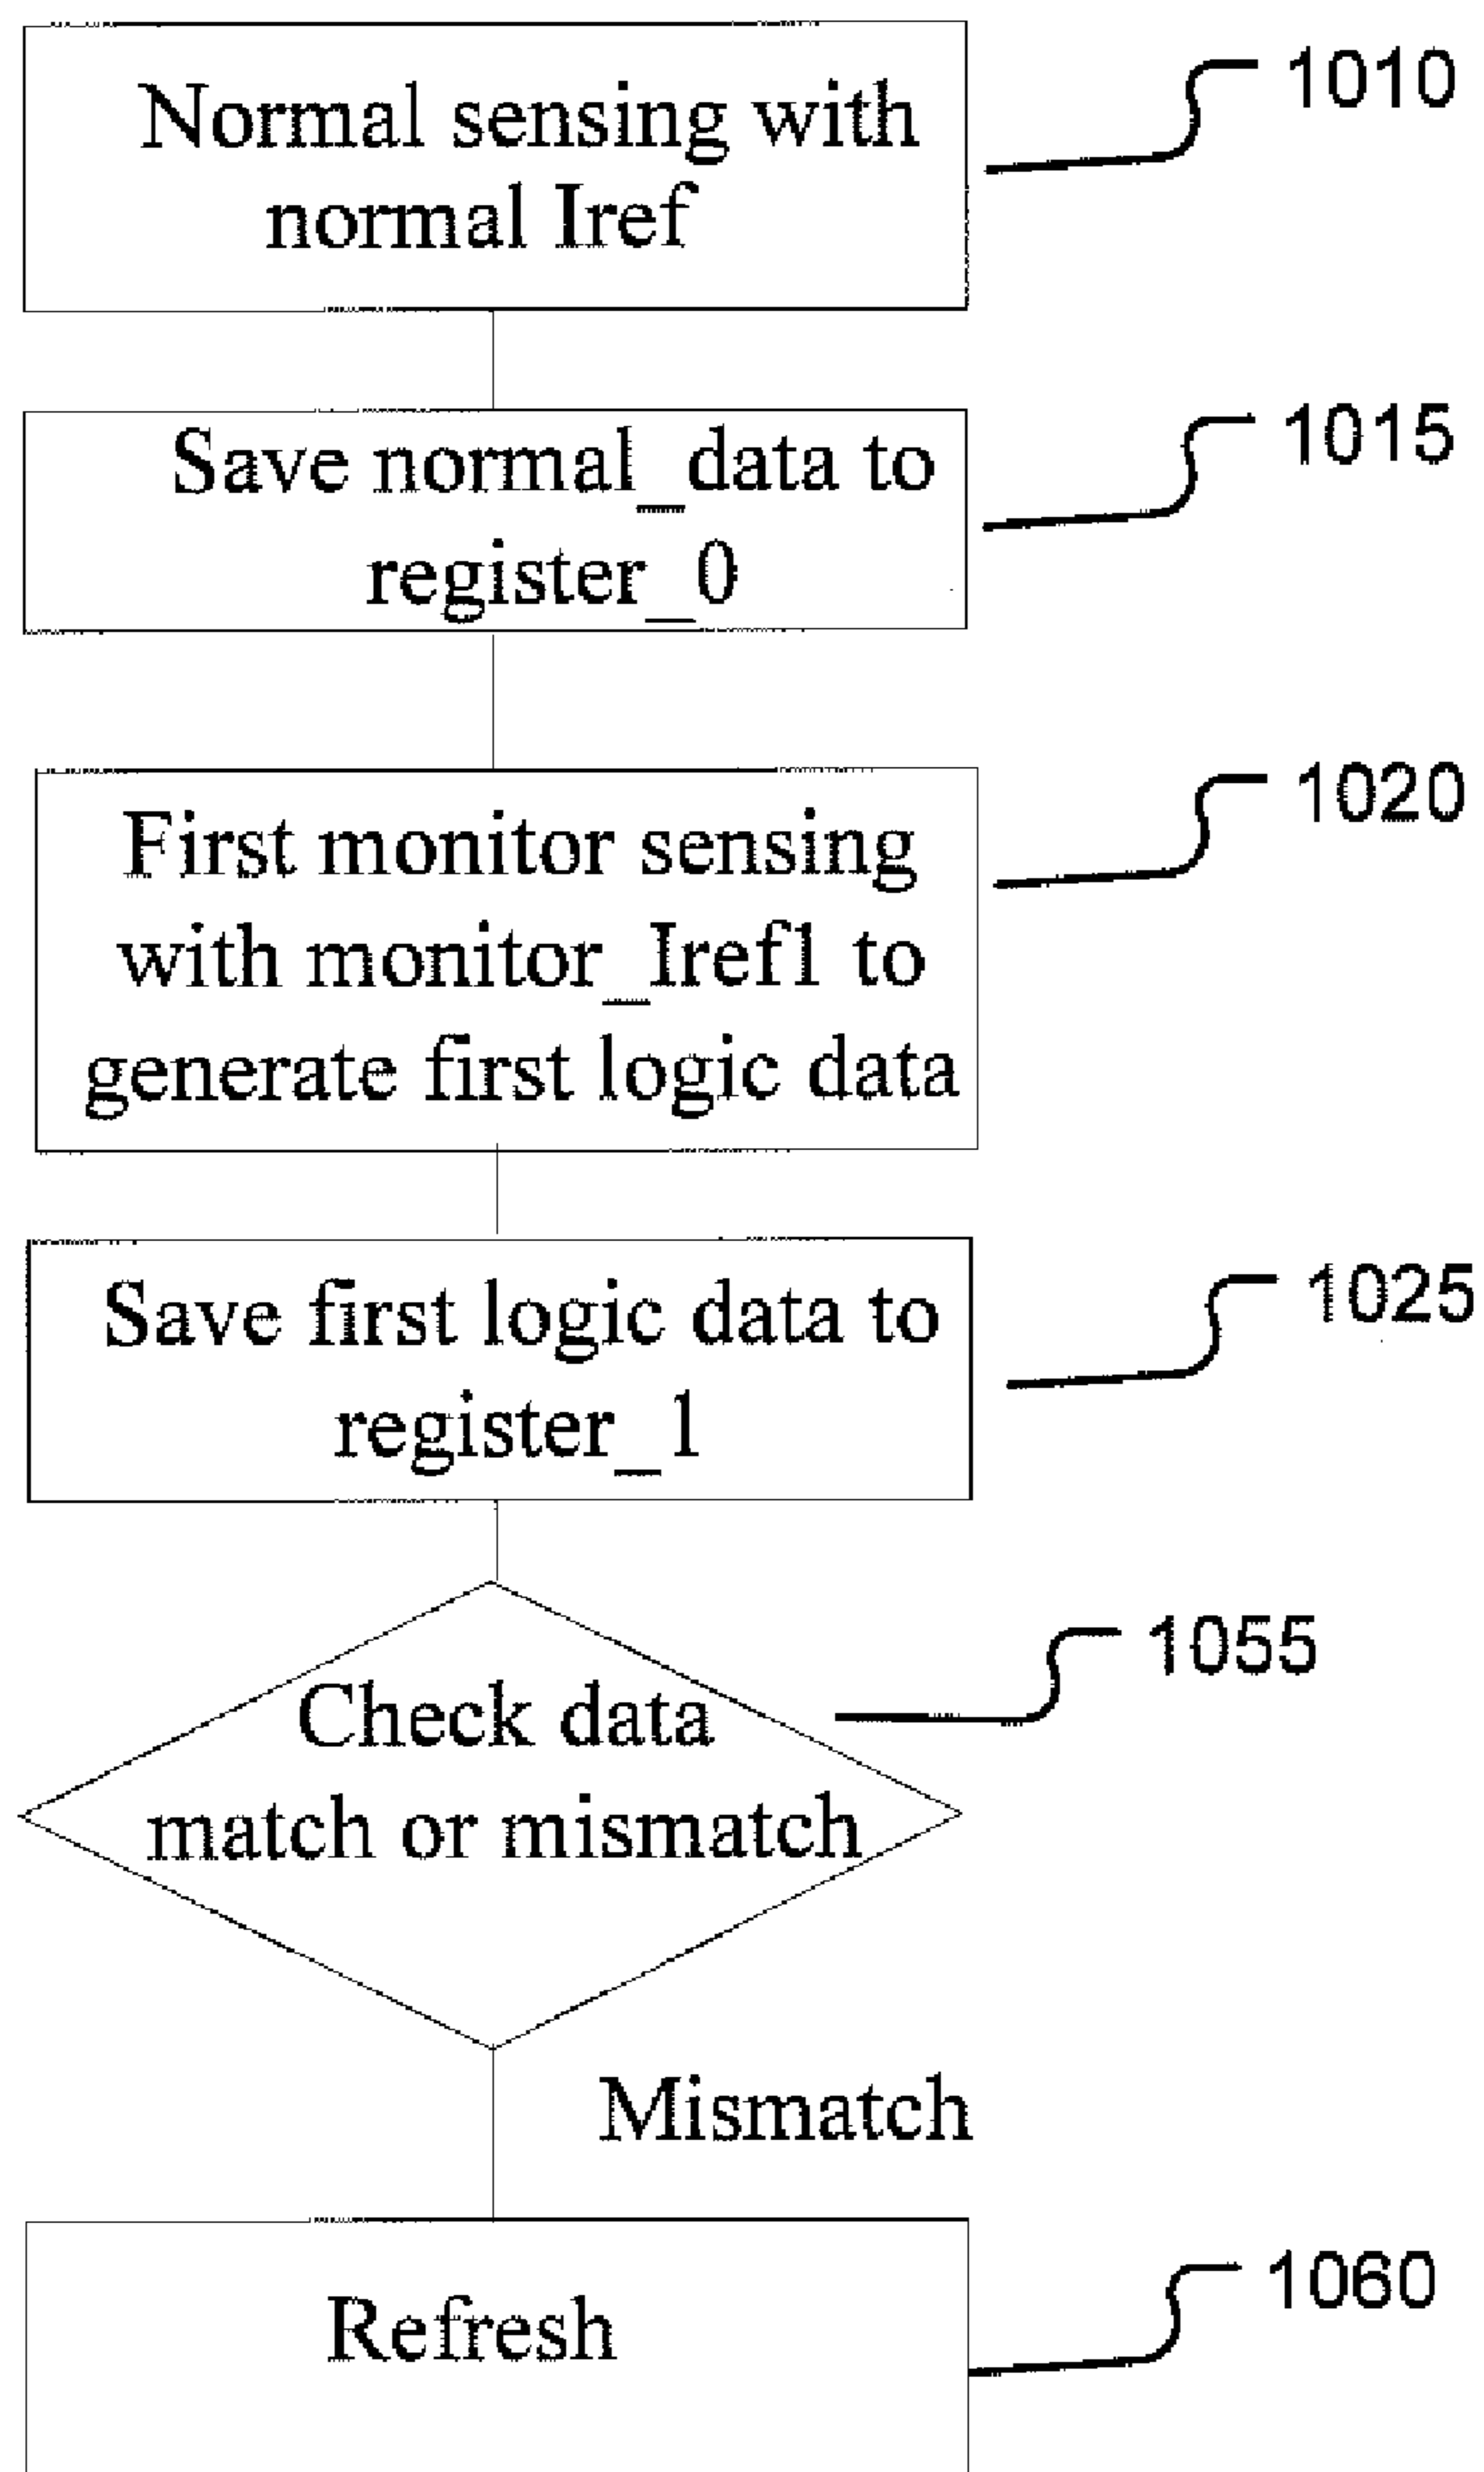 Normal sensing with
normal Iref
1010
Save normal_data to
register_0
1015
First monitor sensing
with monitor_Iref1 to
generate first logic data
1020
Save first logic data to
register_1
1025
Check data
match or mismatch
1055
Mismatch
Refresh
1060